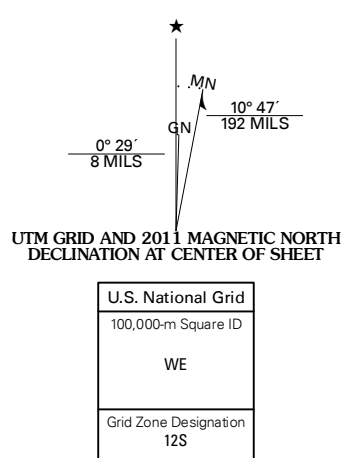 ★
MN
10° 47´
192 MILS
GN
0° 29´
8 MILS
UTM GRID AND 2011 MAGNETIC NORTH
DECLINATION AT CENTER OF SHEET
U.S. National Grid
100,000-m Square ID
WE
Grid Zone Designation
12S